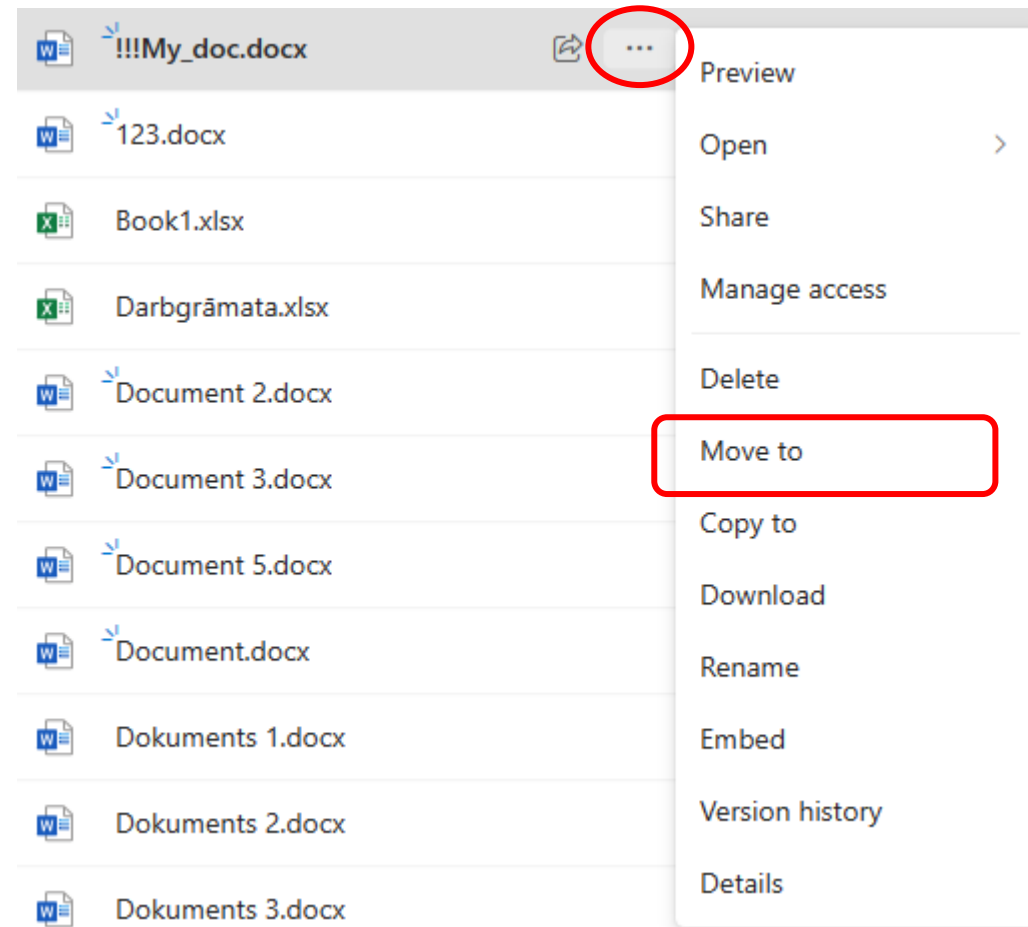 !!!My_doc.docx
123.docx
Book1.xlsx
Darbgrāmata.xlsx
Document 2.docx
Document 3.docx
Document 5.docx
Document.docx
Dokuments 1.docx
Dokuments 2.docx
Dokuments 3.docx
Preview
Open
Share
Manage access
Delete
Move to
Copy to
Download
Rename
Embed
Version history
Details